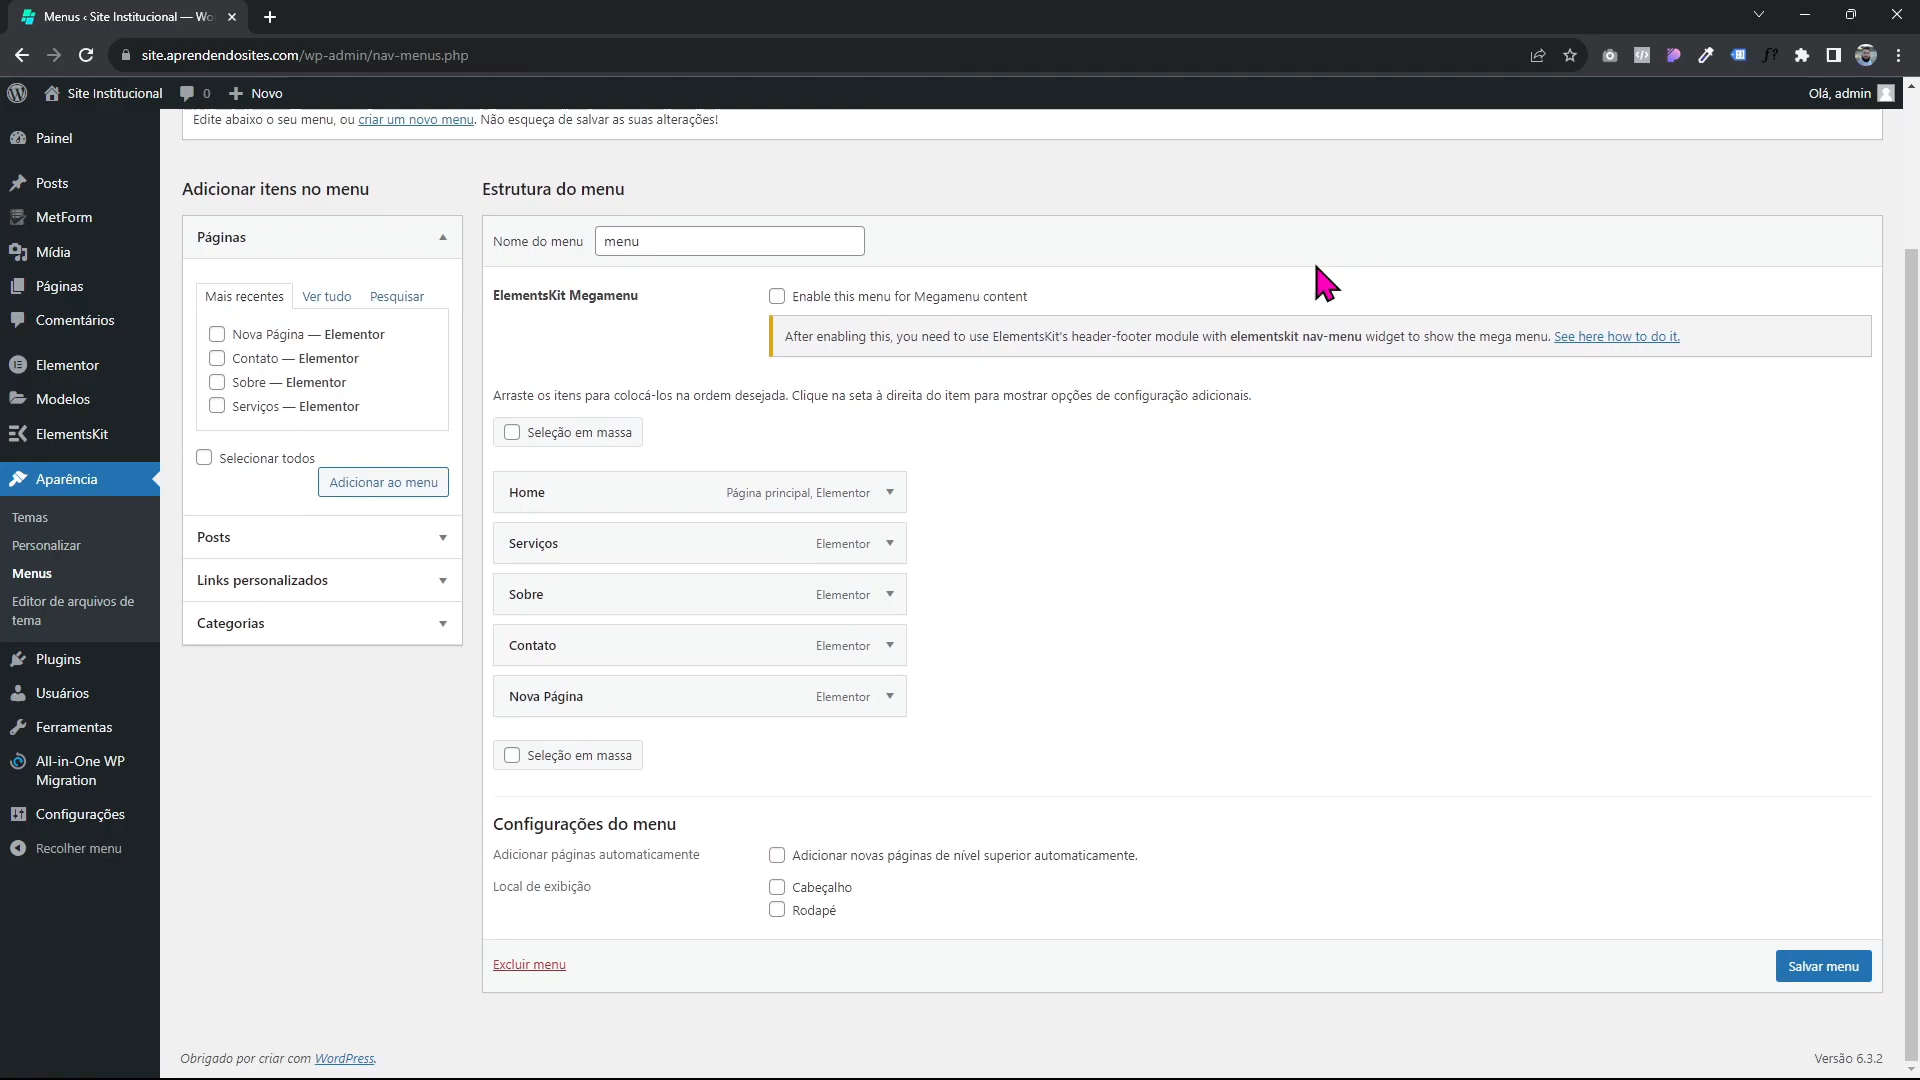 Menus ‹ Site Institucional — Wo
site.aprendendosites.com/wp-admin/nav-menus.php
Site Institucional
0
Novo
Olá, admin
Painel
Posts
MetForm
Mídia
Páginas
Comentários
Elementor
Modelos
ElementsKit
Aparência
Temas
Personalizar
Menus
Editor de arquivos de
tema
Plugins
Usuários
Ferramentas
All-in-One WP
Migration
Configurações
Recolher menu
Edite abaixo o seu menu, ou criar um novo menu. Não esqueça de salvar as suas alterações!
Adicionar itens no menu
Páginas
Mais recentes
Ver tudo
Pesquisar
Nova Página — Elementor
Contato — Elementor
Sobre — Elementor
Serviços — Elementor
Selecionar todos
Adicionar ao menu
Posts
Links personalizados
Categorias
Estrutura do menu
Nome do menu
menu
ElementsKit Megamenu
Enable this menu for Megamenu content
After enabling this, you need to use ElementsKit's header-footer module with elementskit nav-menu widget to show the mega menu. See here how to do it.
Arraste os itens para colocá-los na ordem desejada. Clique na seta à direita do item para mostrar opções de configuração adicionais.
Seleção em massa
Home
Página principal, Elementor
Serviços
Elementor
Sobre
Elementor
Contato
Elementor
Nova Página
Elementor
Seleção em massa
Configurações do menu
Adicionar páginas automaticamente
Adicionar novas páginas de nível superior automaticamente.
Local de exibição
Cabeçalho
Rodapé
Excluir menu
Salvar menu
Obrigado por criar com WordPress.
Versão 6.3.2